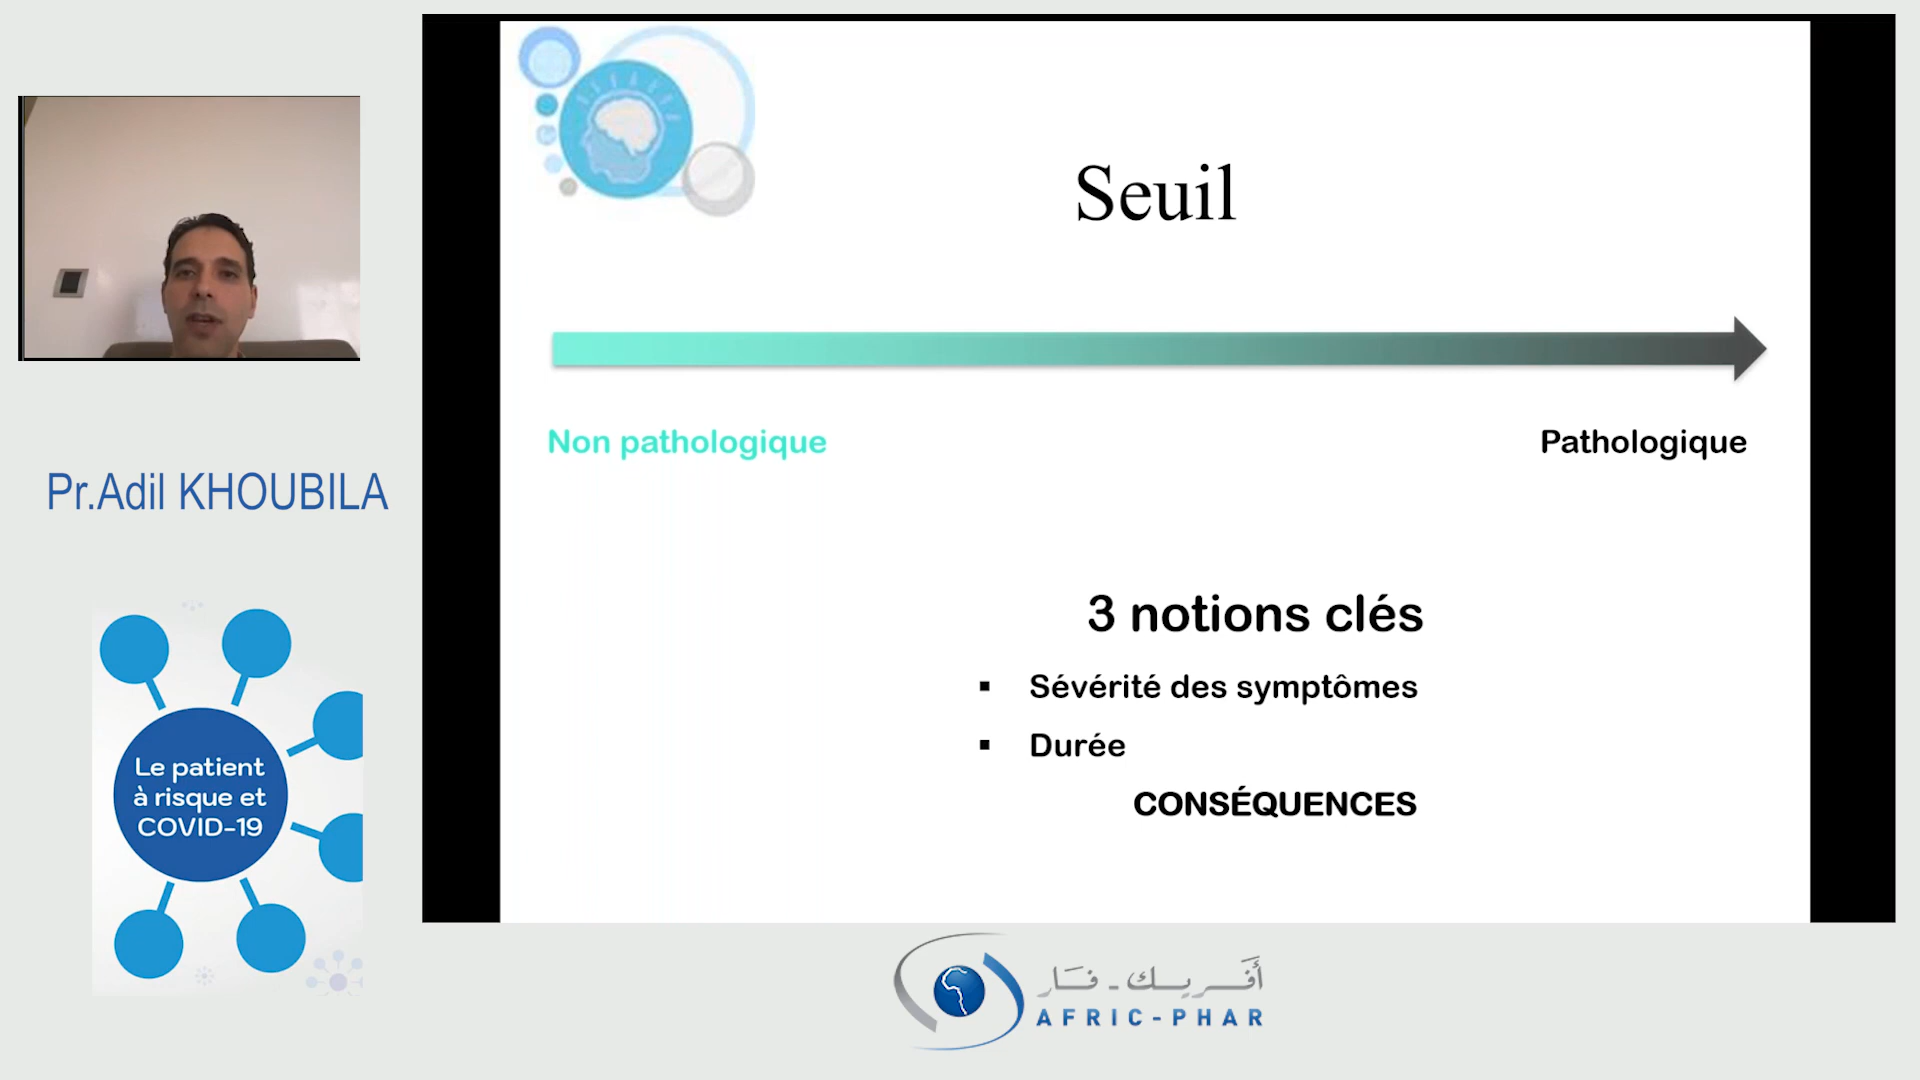 Seuil
Non pathologique
Pathologique
3 notions clés
▪ Sévérité des symptômes
▪ Durée
CONSÉQUENCES
Pr.Adil KHOUBILA
Le patient
à risque et
COVID-19
أفريك - فار
AFRIC-PHAR